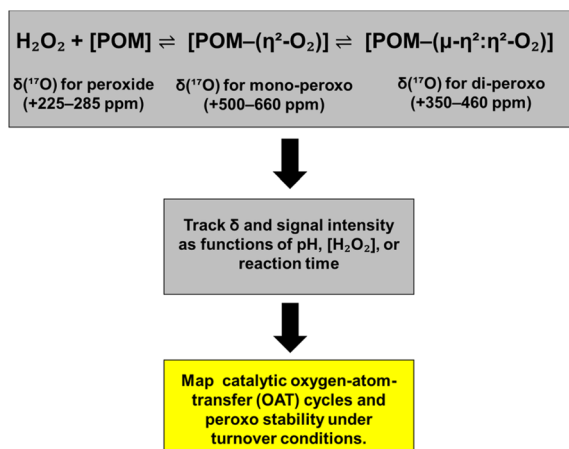 H₂O₂ + [POM] ⇌ [POM–(η²-O₂)] ⇌ [POM–(μ-η²:η²-O₂)]
δ(¹⁷O) for peroxide δ(¹⁷O) for mono-peroxo δ(¹⁷O) for di-peroxo
(+225–285 ppm) (+500–660 ppm) (+350–460 ppm)
Track δ and signal intensity
as functions of pH, [H₂O₂], or
reaction time
Map catalytic oxygen-atom-
transfer (OAT) cycles and
peroxo stability under
turnover conditions.